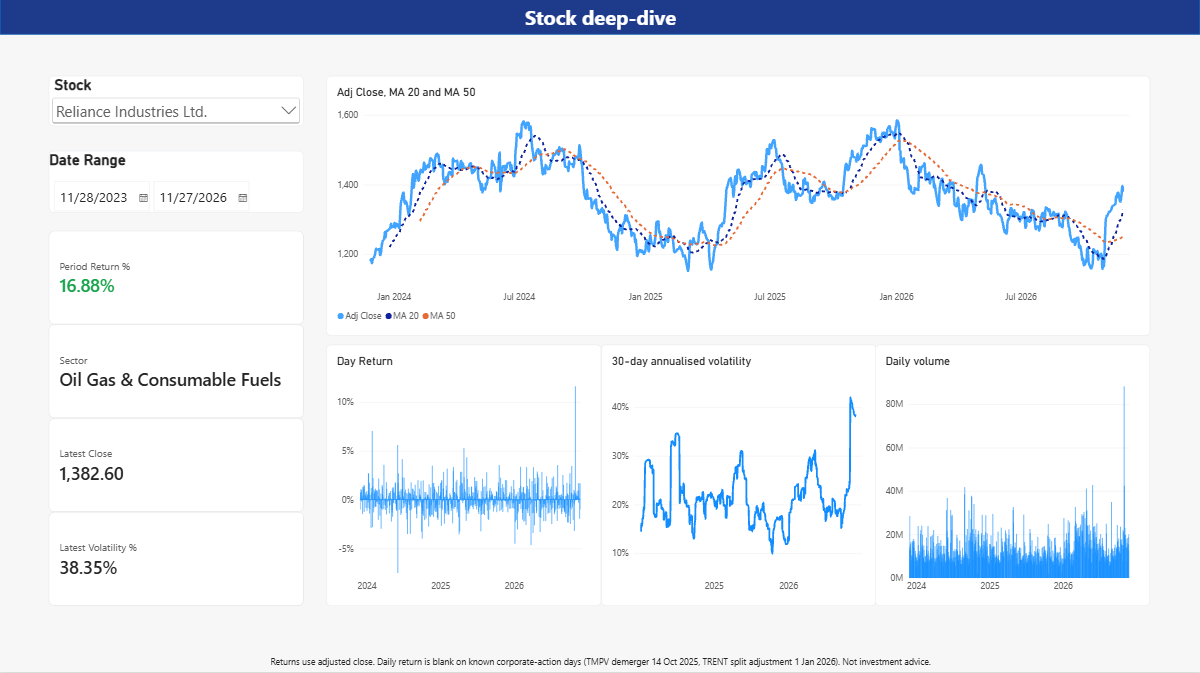 Stock deep-dive
Stock
Reliance Industries Ltd.
Date Range
11/28/2023 11/27/2026
Period Return %
16.88%
Sector
Oil Gas & Consumable Fuels
Latest Close
1,382.60
Latest Volatility %
38.35%
Adj Close, MA 20 and MA 50
1,600
1,400
1,200
Jan 2024 Jul 2024 Jan 2025 Jul 2025 Jan 2026 Jul 2026
Adj Close MA 20 MA 50
Day Return
10%
5%
0%
-5%
2024 2025 2026
30-day annualised volatility
40%
30%
20%
10%
2025 2026
Daily volume
80M
60M
40M
20M
0M
2024 2025 2026
Returns use adjusted close. Daily return is blank on known corporate-action days (TMPV demerger 14 Oct 2025, TRENT split adjustment 1 Jan 2026). Not investment advice.